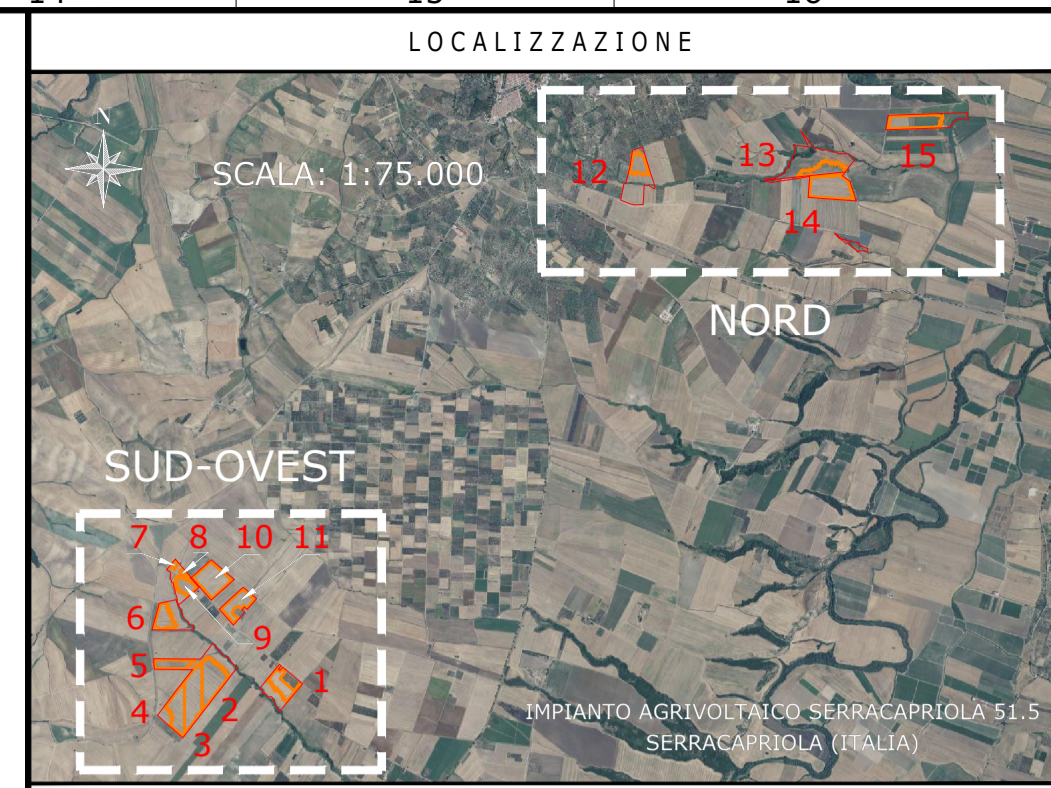 LOCALIZZAZIONE
N
SCALA: 1:75.000
12
13
14
15
NORD
SUD-OVEST
7
8
10
11
6
9
5
1
4
2
3
IMPIANTO AGRIVOLTAICO SERRACAPRIOLA 51.5
SERRACAPRIOLA (ITALIA)